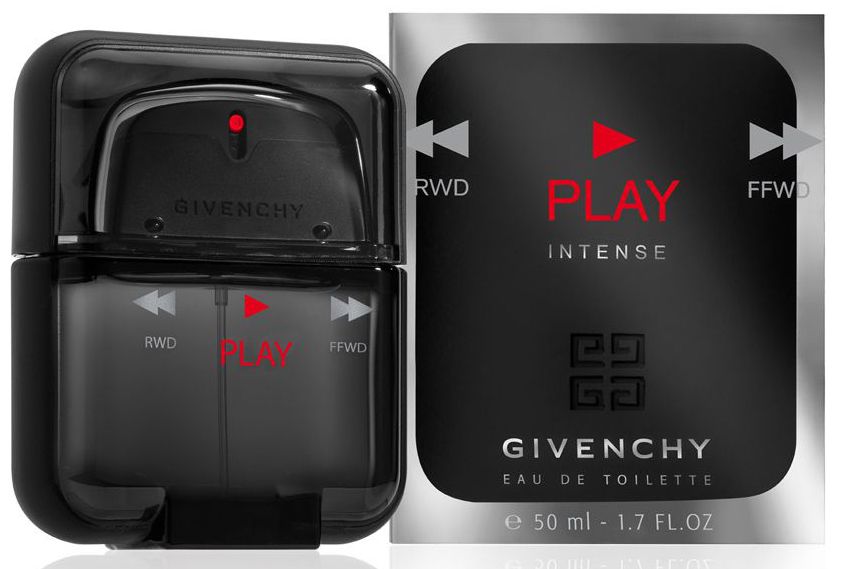 GIVENCHY
RWD
PLAY
FFWD
RWD
PLAY
FFWD
INTENSE
GIVENCHY
EAU DE TOILETTE
e 50 ml - 1.7 FL.OZ